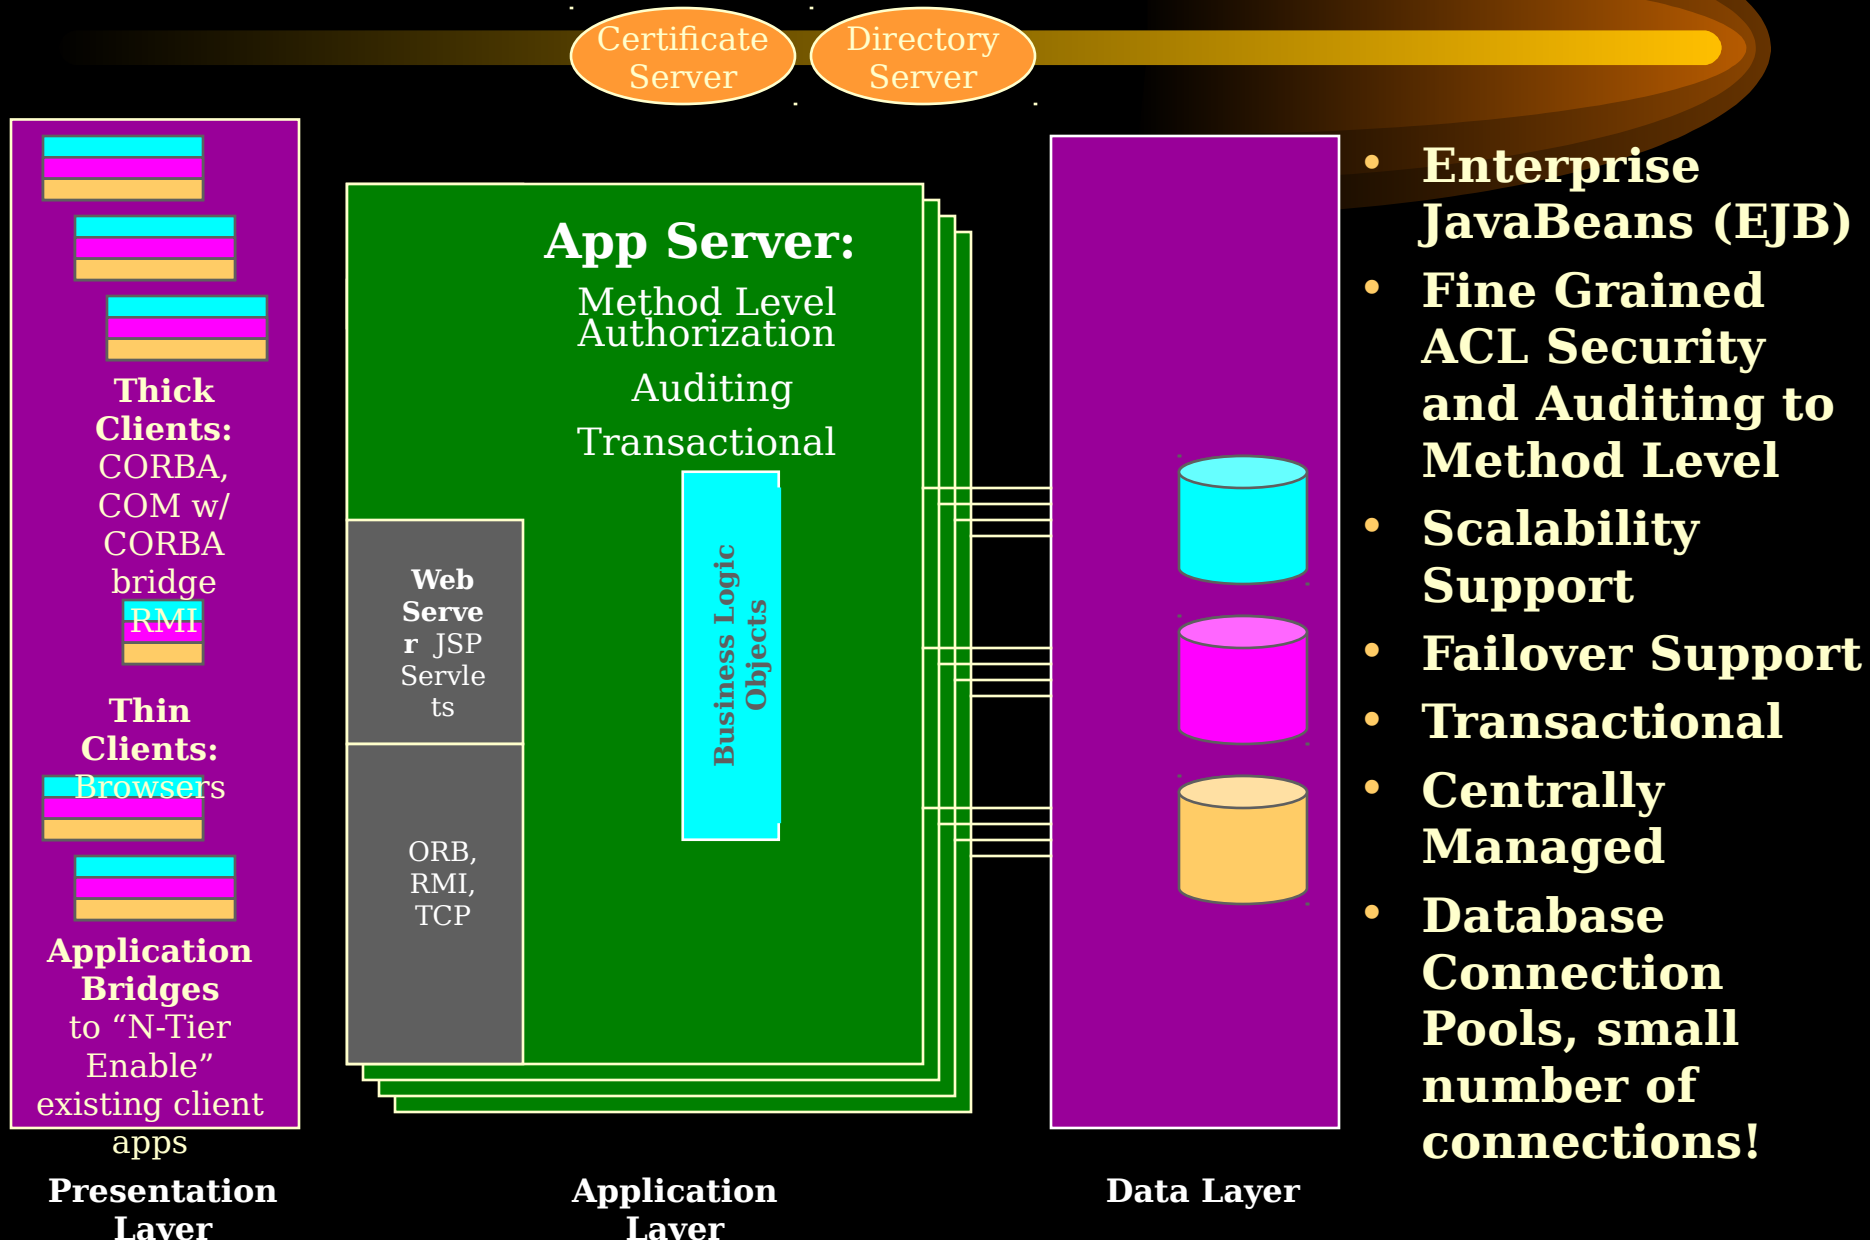 Certificate
Server
Directory
Server
Thick
Clients:
CORBA,
COM w/
CORBA
bridge
RMI
Thin
Clients:
Browsers
Application
Bridges
to “N-Tier
Enable”
existing client
apps
Presentation
Layer
App Server:
Method Level
Authorization
Auditing
Transactional
Web
Serve
r JSP
Servle
ts
ORB,
RMI,
TCP
Business Logic
Objects
Application
Layer
Data Layer
• Enterprise
JavaBeans (EJB)
• Fine Grained
ACL Security
and Auditing to
Method Level
• Scalability
Support
• Failover Support
• Transactional
• Centrally
Managed
• Database
Connection
Pools, small
number of
connections!